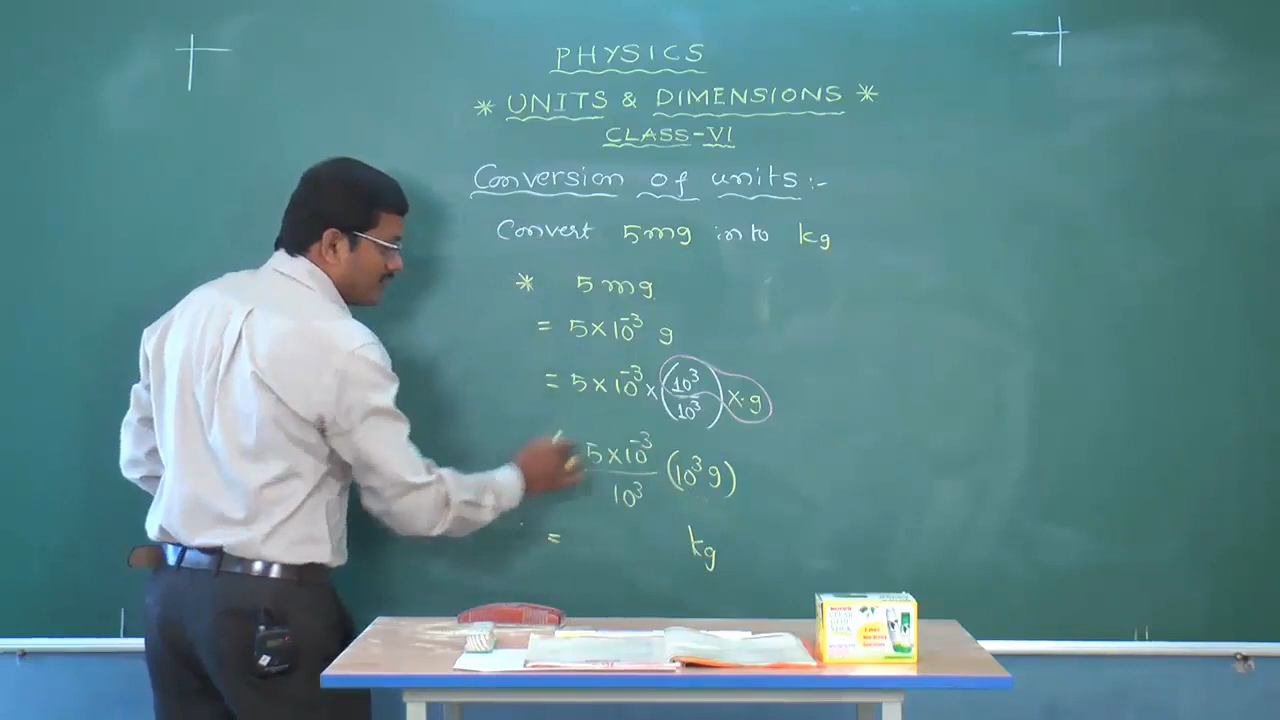 PHYSICS
* UNITS & DIMENSIONS *
CLASS-VI
Conversion of units:-
Convert 5mg into kg
* 5mg
= 5×10⁻³ g
= 5×10⁻³ × (10³/10³) × g
5×10⁻³/10³ (10³ g)
= kg